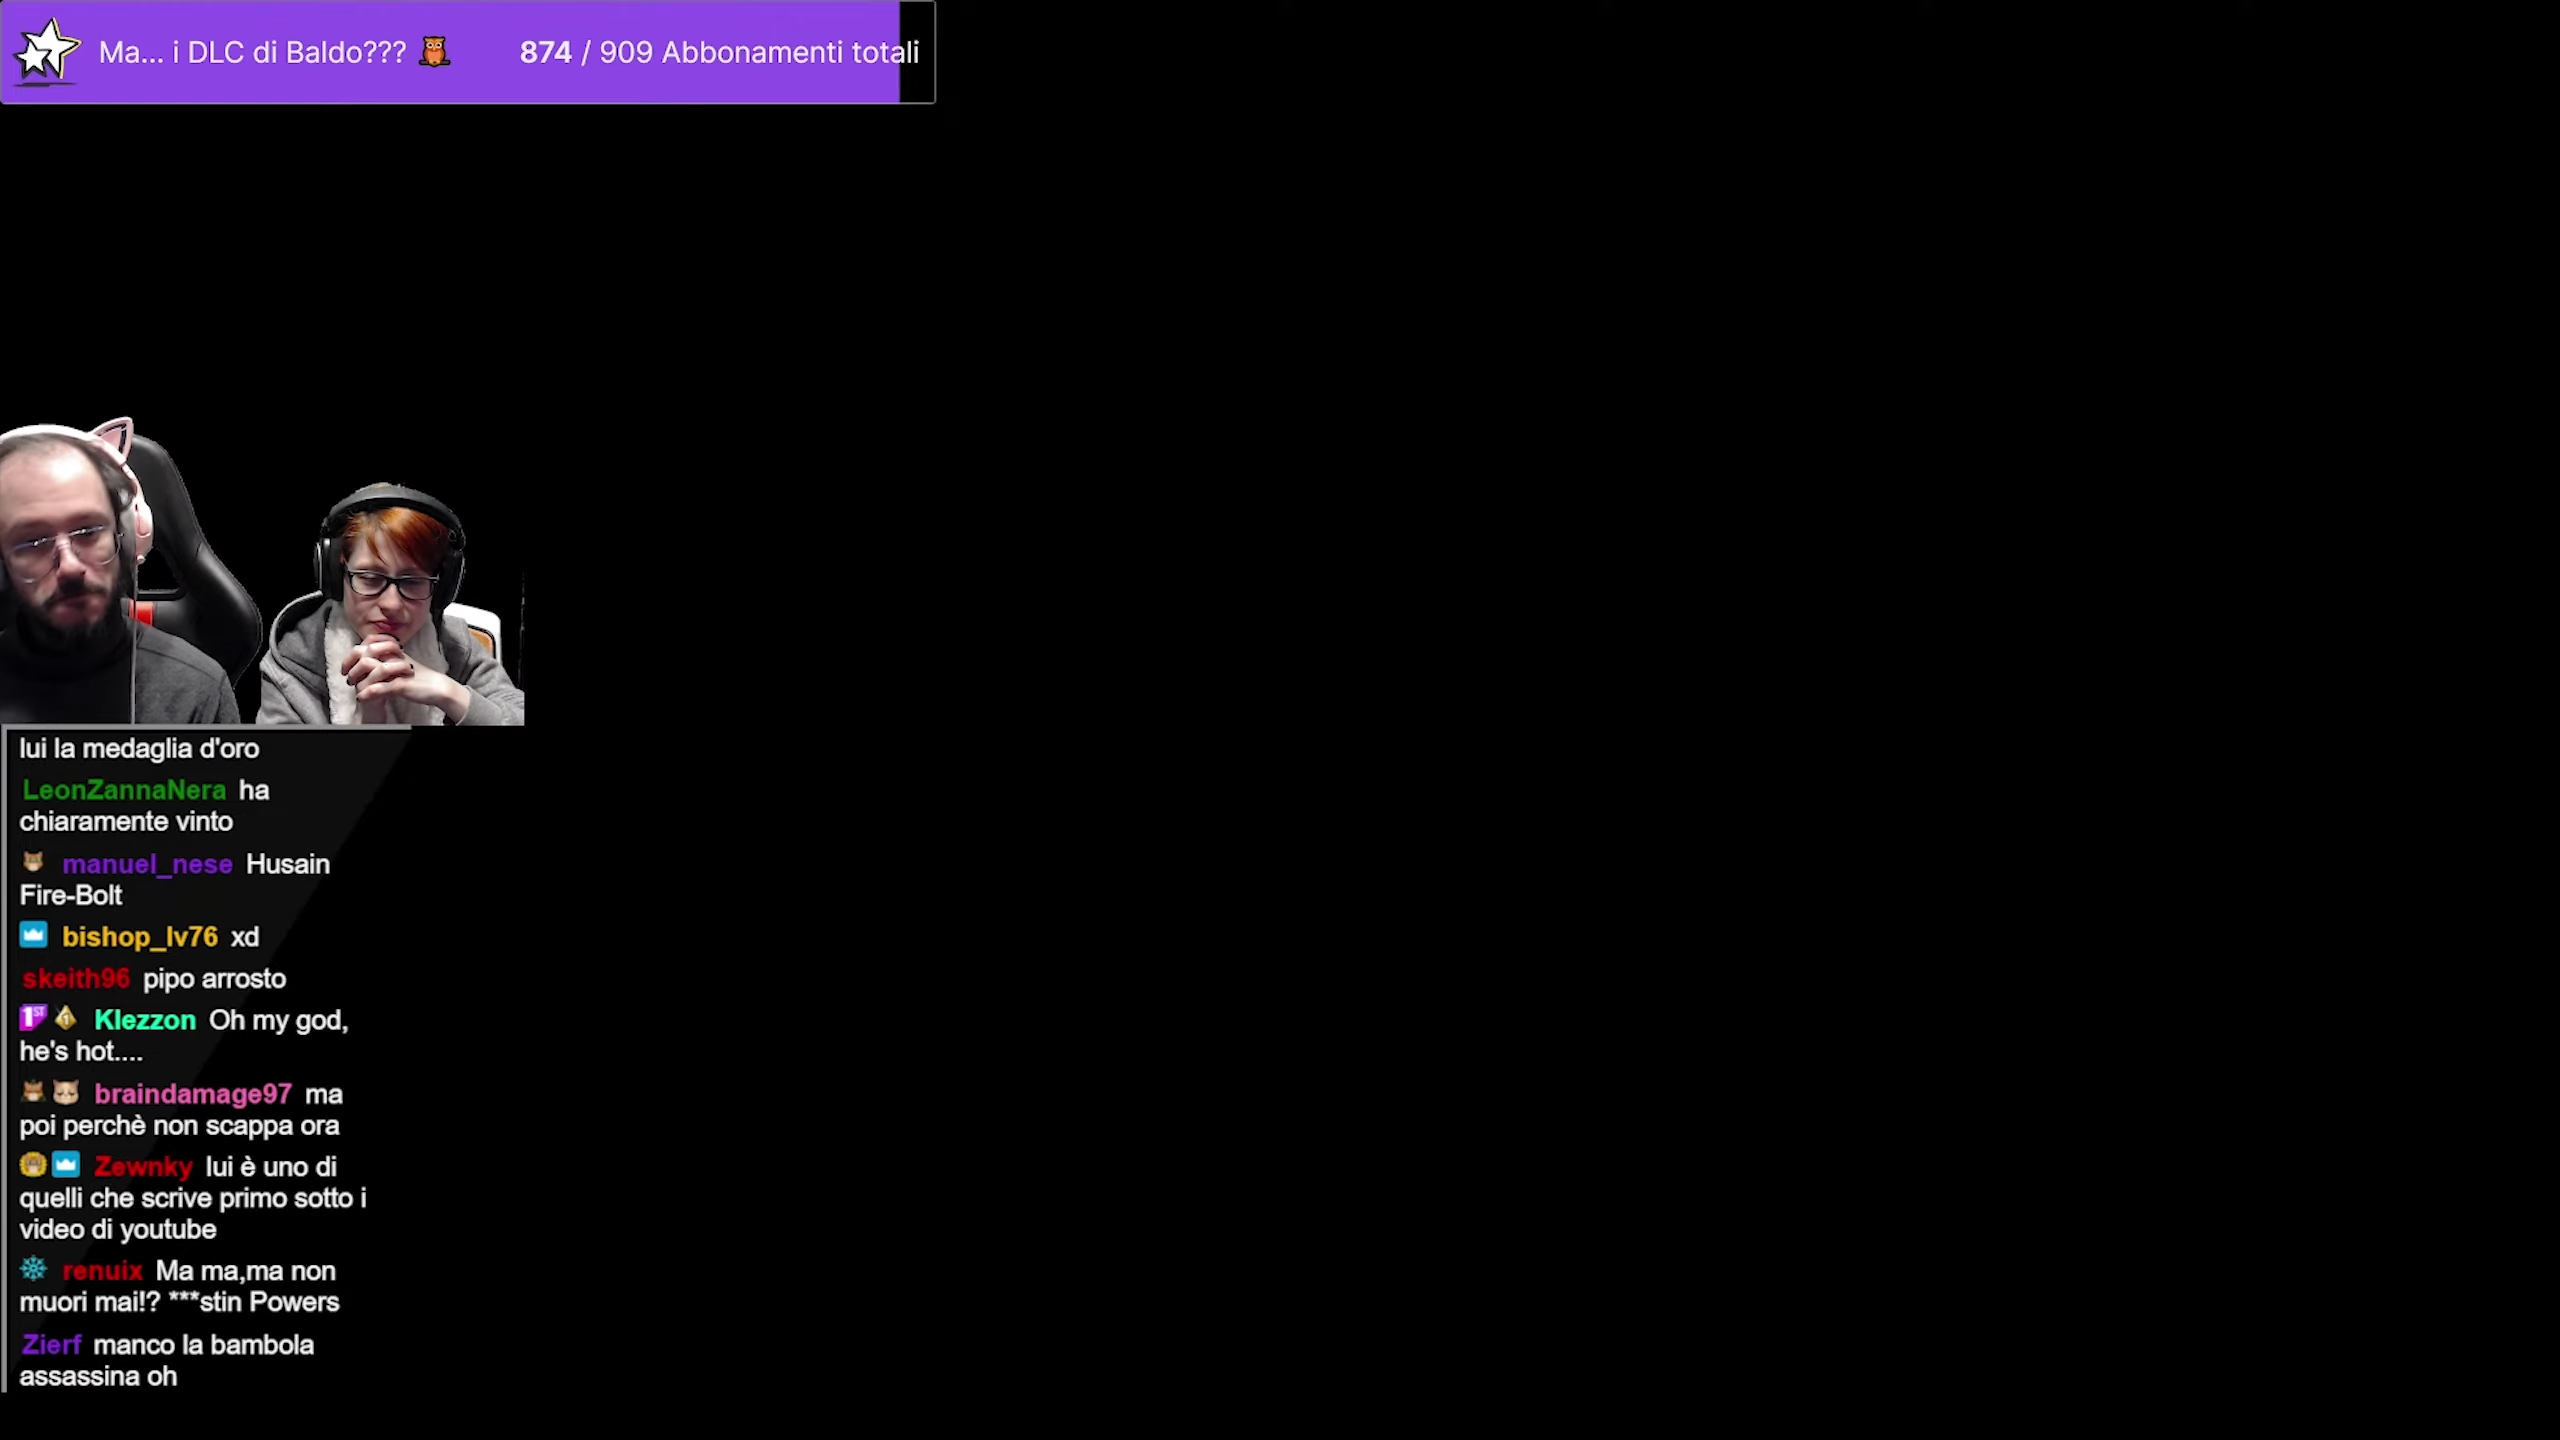 Ma... i DLC di Baldo??? 874 / 909 Abbonamenti totali
lui la medaglia d'oro
LeonZannaNera ha
chiaramente vinto
manuel_nese Husain
Fire-Bolt
bishop_lv76 xd
skeith96 pipo arrosto
1ST 1 Klezzon Oh my god,
he's hot....
braindamage97 ma
poi perchè non scappa ora
Zewnky lui è uno di
quelli che scrive primo sotto i
video di youtube
renuix Ma ma,ma non
muori mai!? ***stin Powers
Zierf manco la bambola
assassina oh